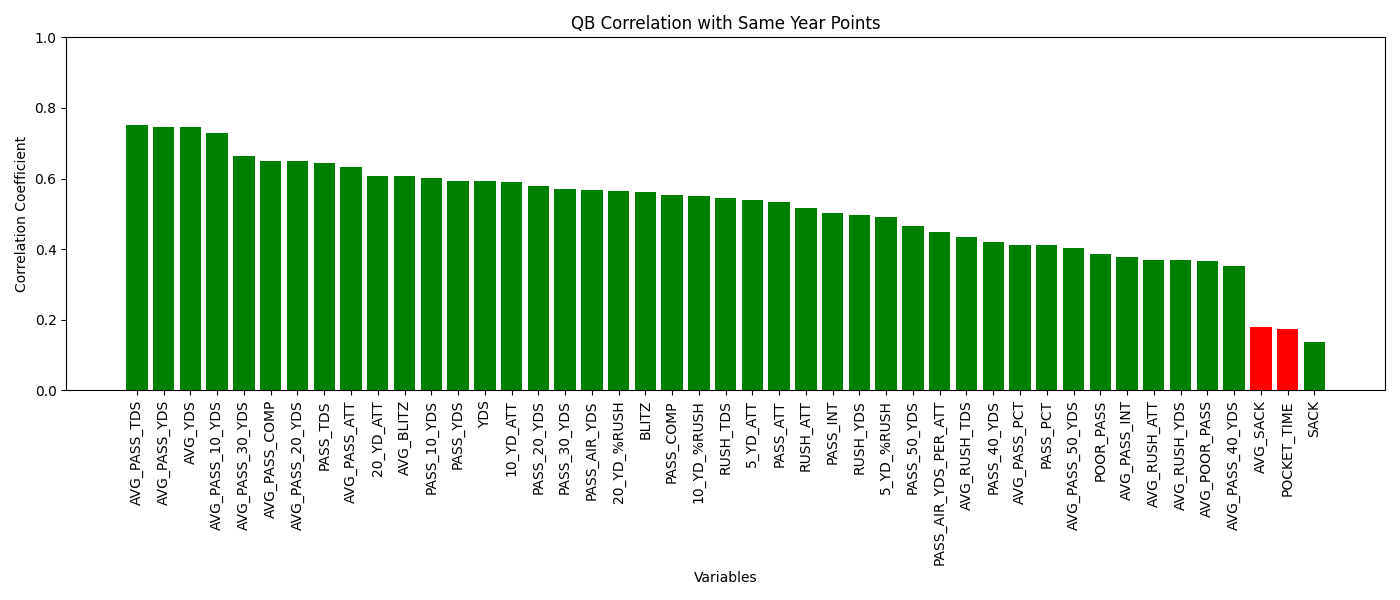 QB Correlation with Same Year Points
1.0
0.8
0.6
0.4
0.2
0.0
Correlation Coefficient
AVG_PASS_TDS
AVG_PASS_YDS
AVG_YDS
AVG_PASS_10_YDS
AVG_PASS_30_YDS
AVG_PASS_COMP
AVG_PASS_20_YDS
PASS_TDS
AVG_PASS_ATT
20_YD_ATT
AVG_BLITZ
PASS_10_YDS
PASS_YDS
YDS
10_YD_ATT
PASS_20_YDS
PASS_30_YDS
PASS_AIR_YDS
20_YD_%RUSH
BLITZ
PASS_COMP
10_YD_%RUSH
RUSH_TDS
5_YD_ATT
PASS_ATT
RUSH_ATT
PASS_INT
RUSH_YDS
5_YD_%RUSH
PASS_50_YDS
PASS_AIR_YDS_PER_ATT
AVG_RUSH_TDS
PASS_40_YDS
AVG_PASS_PCT
PASS_PCT
AVG_PASS_50_YDS
POOR_PASS
AVG_PASS_INT
AVG_RUSH_ATT
AVG_RUSH_YDS
AVG_POOR_PASS
AVG_PASS_40_YDS
AVG_SACK
POCKET_TIME
SACK
Variables